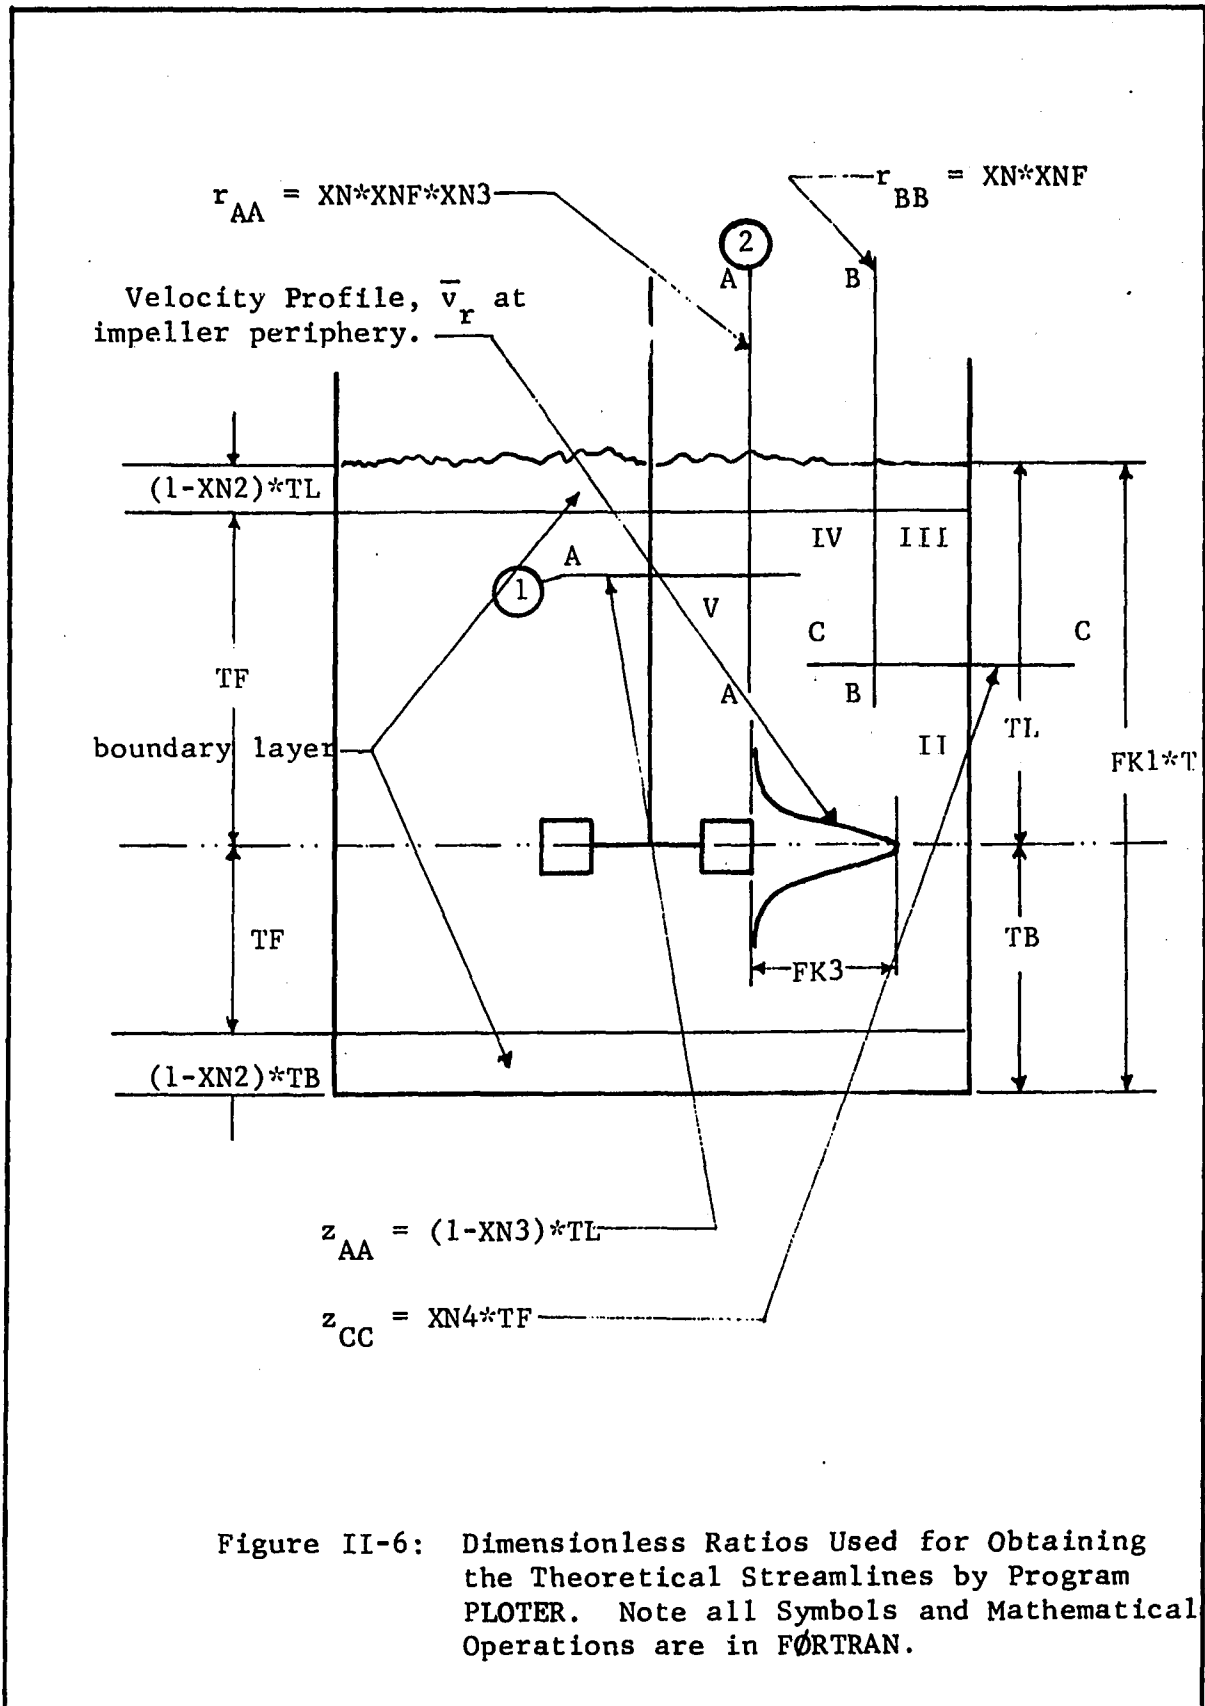 r_AA = XN*XNF*XN3
r_BB = XN*XNF
2
A
B
Velocity Profile, v̄_r at
impeller periphery.
(1-XN2)*TL
IV
III
A
1
V
C
C
TF
A
B
TL
boundary layer
II
FK1*T
TF
TB
FK3
(1-XN2)*TB
z_AA = (1-XN3)*TL
z_CC = XN4*TF
Figure II-6: Dimensionless Ratios Used for Obtaining
the Theoretical Streamlines by Program
PLOTER. Note all Symbols and Mathematical
Operations are in FØRTRAN.